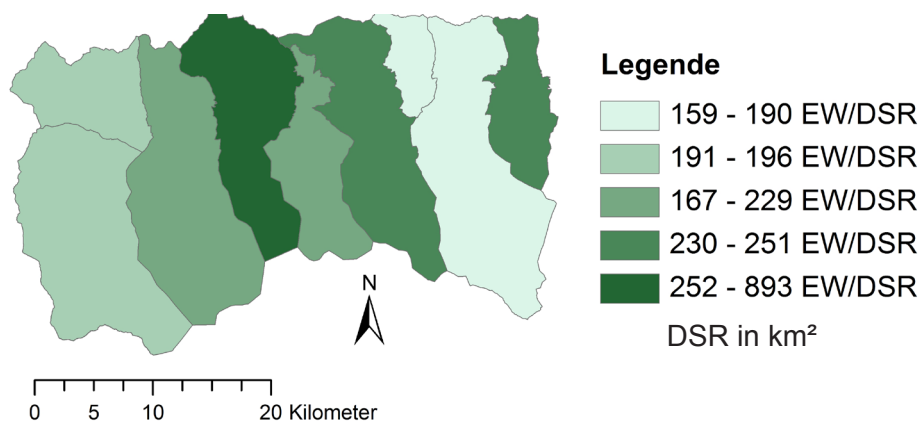 Legende
159 - 190 EW/DSR
191 - 196 EW/DSR
167 - 229 EW/DSR
230 - 251 EW/DSR
252 - 893 EW/DSR
DSR in km²
N
0 5 10 20 Kilometer